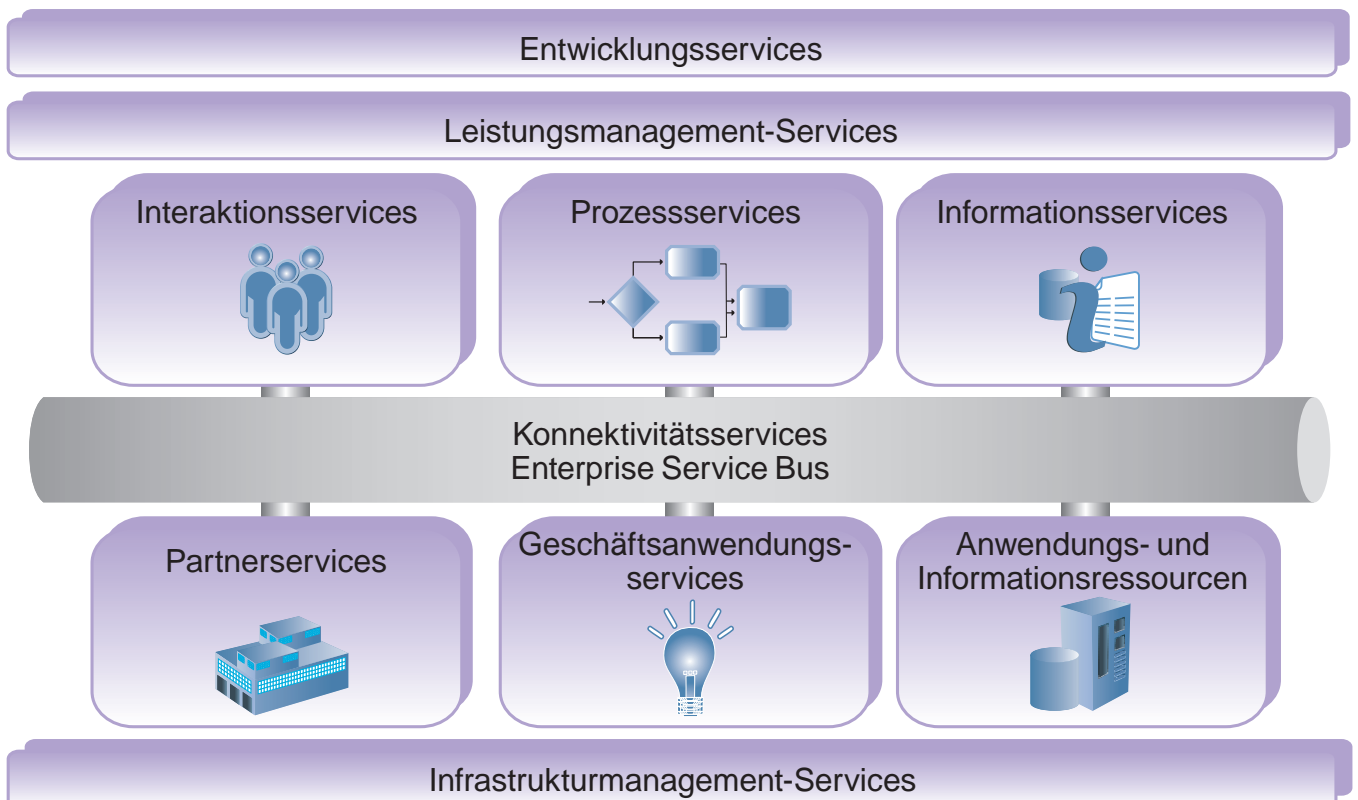 Entwicklungsservices
Leistungsmanagement-Services
Interaktionsservices
Prozessservices
Informationsservices
Konnektivitätsservices
Enterprise Service Bus
Partnerservices
Geschäftsanwendungs-
services
Anwendungs- und
Informationsressourcen
Infrastrukturmanagement-Services